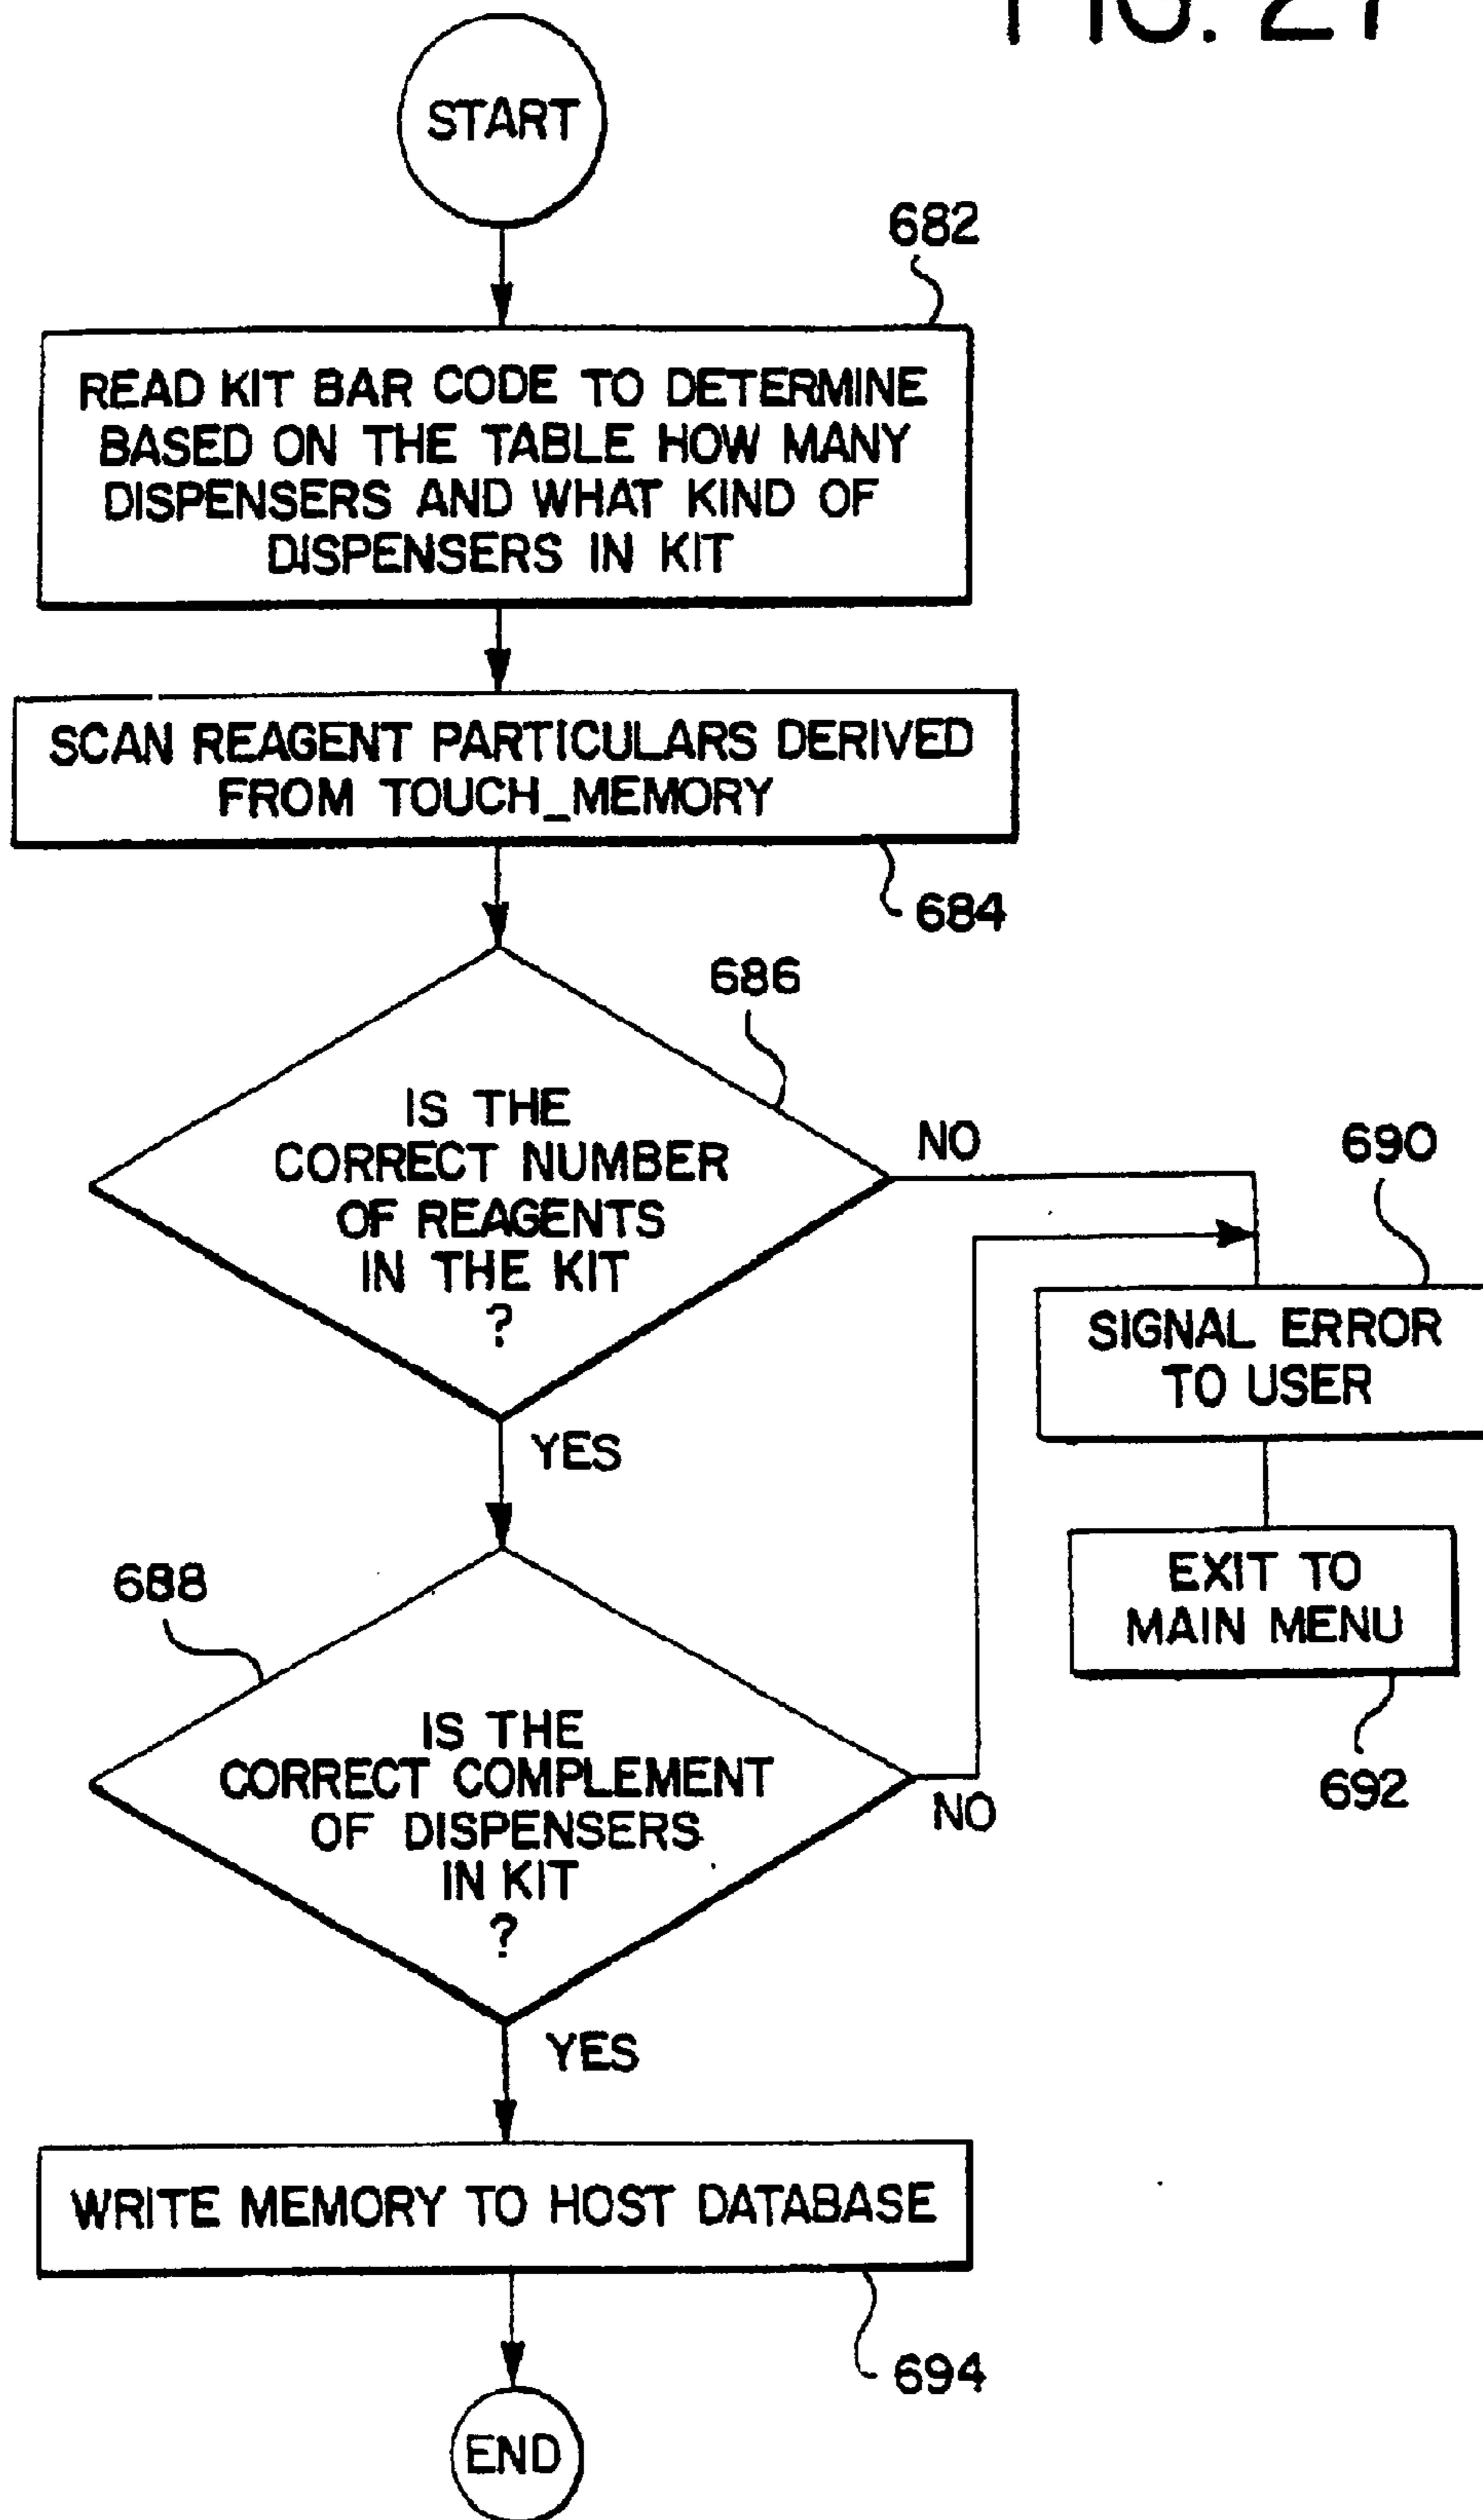 FIG. 27
START
682
READ KIT BAR CODE TO DETERMINE
BASED ON THE TABLE HOW MANY
DISPENSERS AND WHAT KIND OF
DISPENSERS IN KIT
SCAN REAGENT PARTICULARS DERIVED
FROM TOUCH_MEMORY
684
686
IS THE
CORRECT NUMBER
OF REAGENTS
IN THE KIT
?
NO
690
SIGNAL ERROR
TO USER
YES
EXIT TO
MAIN MENU
692
688
IS THE
CORRECT COMPLEMENT
OF DISPENSERS
IN KIT
?
NO
YES
WRITE MEMORY TO HOST DATABASE
694
END